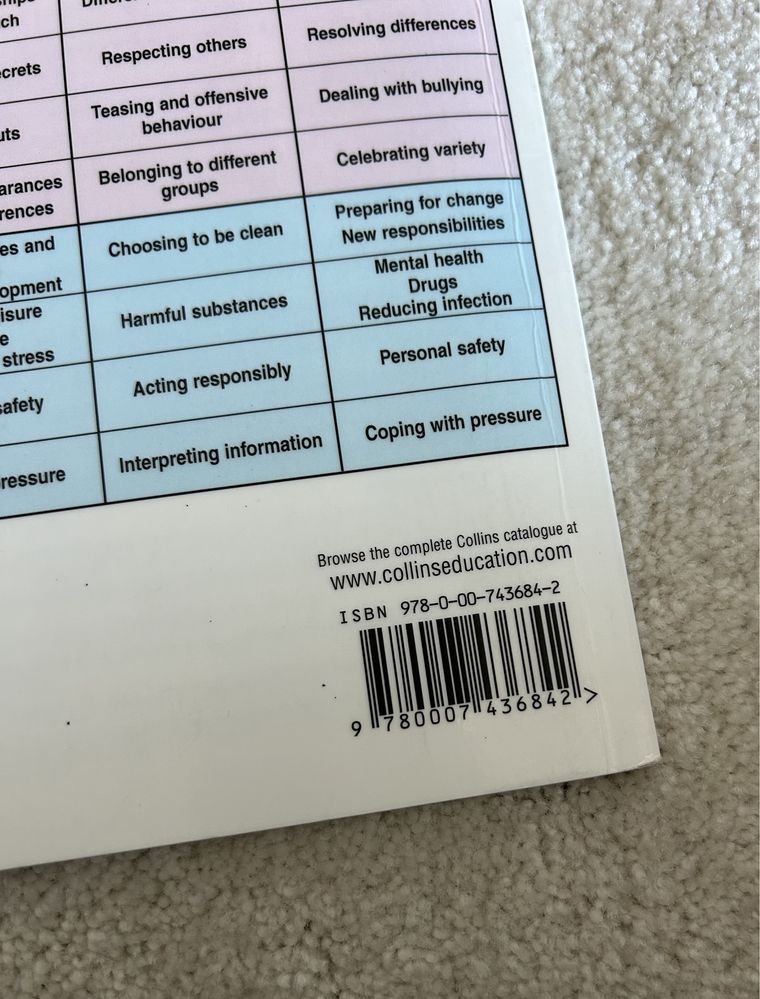 ch
Respecting others
Resolving differences
ecrets
Teasing and offensive
behaviour
Dealing with bullying
uts
Belonging to different
groups
Celebrating variety
arances
rences
es and
opment
Choosing to be clean
Preparing for change
New responsibilities
isure
e
stress
Harmful substances
Mental health
Drugs
Reducing infection
safety
Acting responsibly
Personal safety
ressure
Interpreting information
Coping with pressure
Browse the complete Collins catalogue at
www.collinseducation.com
ISBN 978-0-00-743684-2
9 780007 436842 >